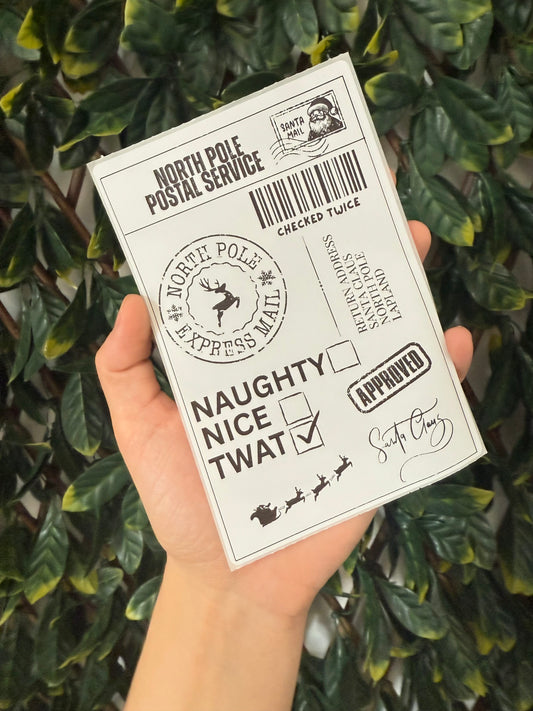 SANTA
MAIL
NORTH POLE
POSTAL SERVICE
CHECKED TWICE
NORTH POLE
EXPRESS MAIL
RETURN ADDRESS
SANTA CLAUS
NORTH POLE
LAPLAND
NAUGHTY
NICE
TWAT
APPROVED
Santa Claus